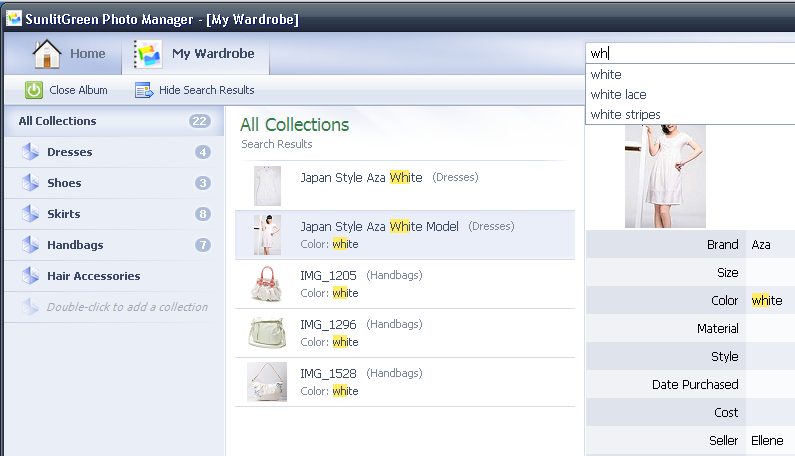 SunlitGreen Photo Manager - [My Wardrobe]
Home
My Wardrobe
wh
white
white lace
white stripes
Close Album
Hide Search Results
All Collections 22
Dresses 4
Shoes 3
Skirts 8
Handbags 7
Hair Accessories
Double-click to add a collection
All Collections
Search Results
Japan Style Aza White (Dresses)
Japan Style Aza White Model (Dresses)
Color: white
IMG_1205 (Handbags)
Color: white
IMG_1296 (Handbags)
Color: white
IMG_1528 (Handbags)
Color: white
Brand Aza
Size
Color white
Material
Style
Date Purchased
Cost
Seller Ellene